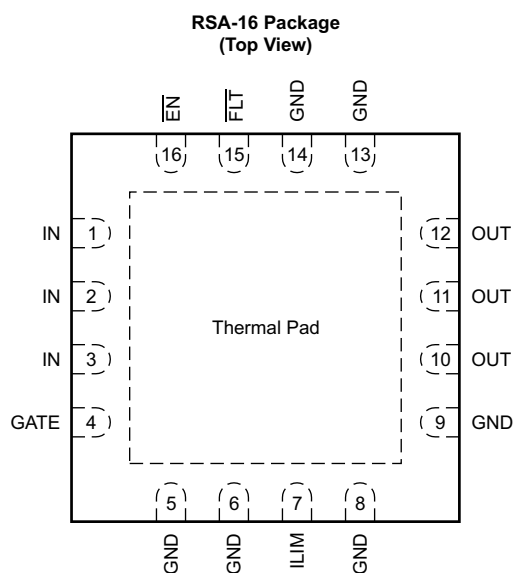 RSA-16 Package
(Top View)
EN
FLT
GND
GND
16
15
14
13
IN 1
12 OUT
IN 2
11 OUT
Thermal Pad
IN 3
10 OUT
GATE 4
9 GND
5
6
7
8
GND
GND
ILIM
GND